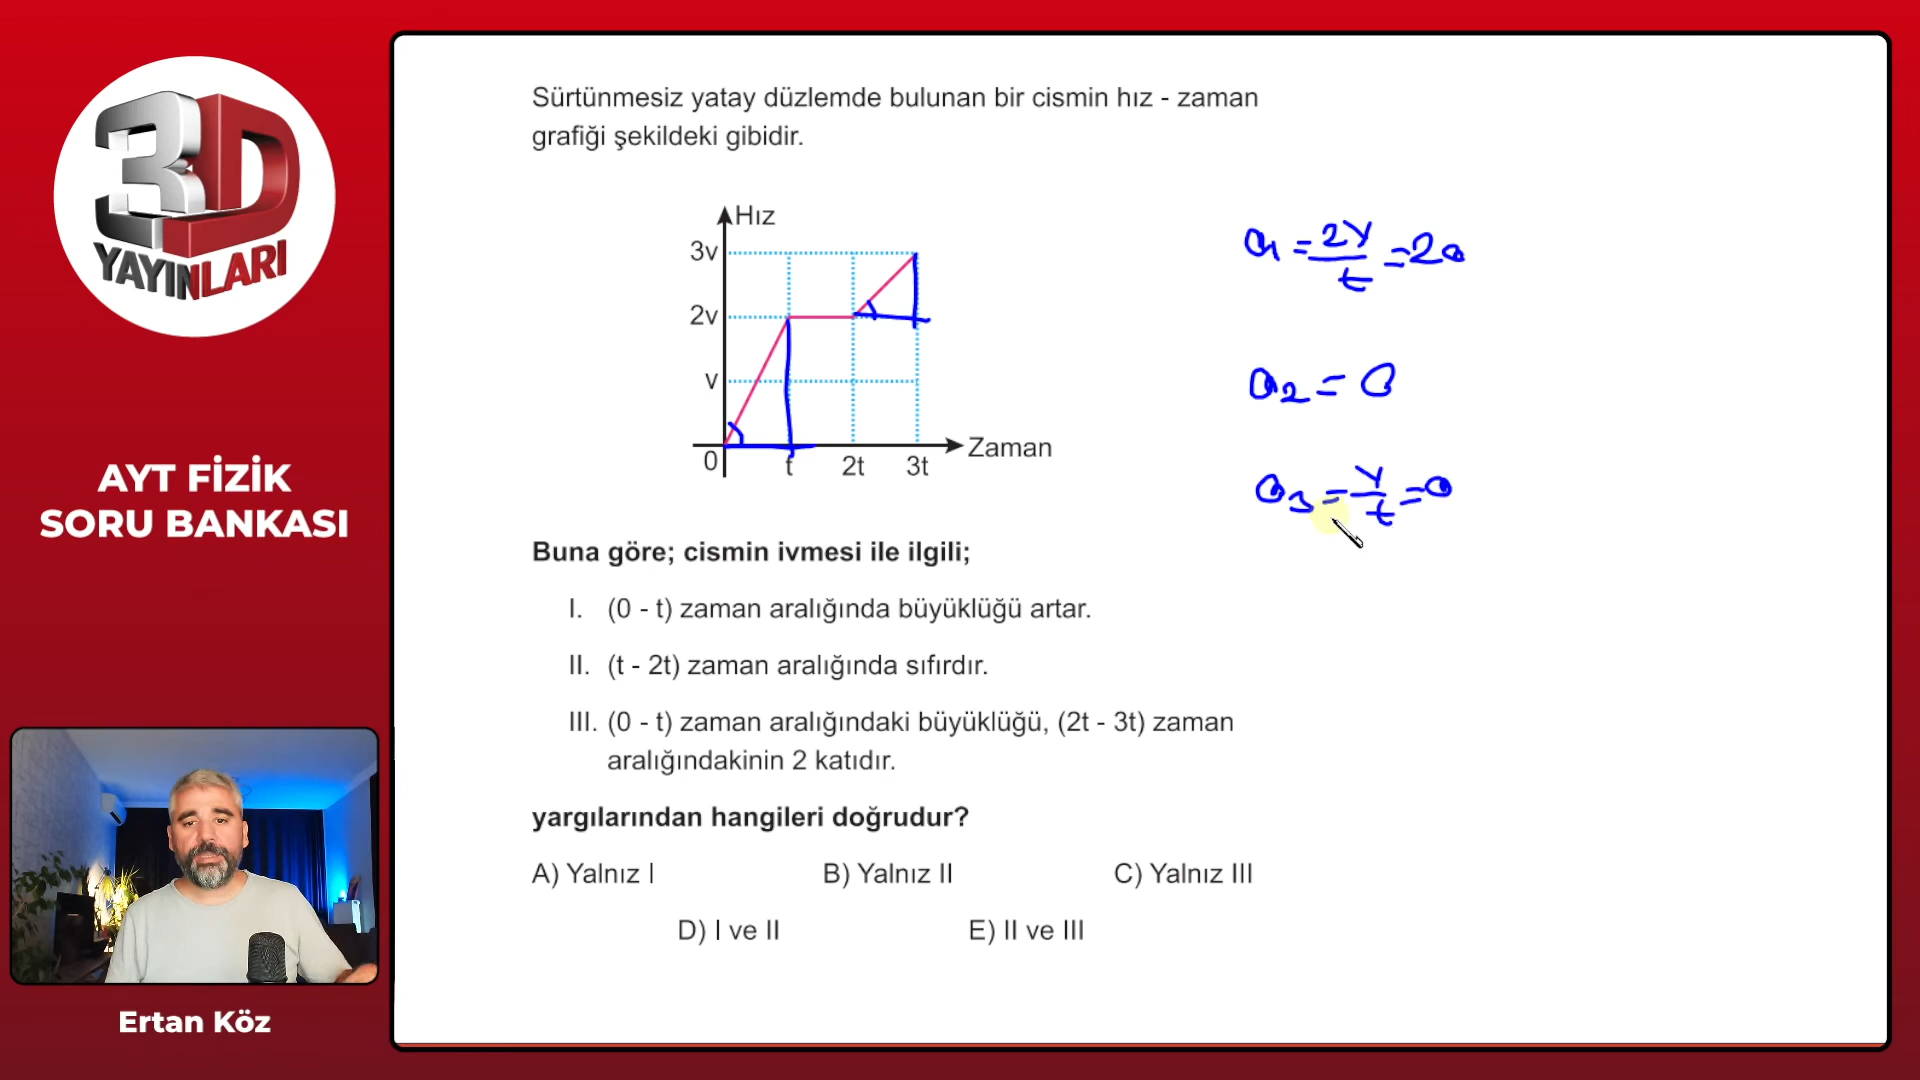 3D
YAYINLARI
AYT FİZİK
SORU BANKASI
Ertan Köz
Sürtünmesiz yatay düzlemde bulunan bir cismin hız - zaman
grafiği şekildeki gibidir.
Hız
3v
2v
v
0
t
2t
3t
Zaman
a1 = 2v/t = 2a
a2 = 0
a3 = v/t = a
Buna göre; cismin ivmesi ile ilgili;
I. (0 - t) zaman aralığında büyüklüğü artar.
II. (t - 2t) zaman aralığında sıfırdır.
III. (0 - t) zaman aralığındaki büyüklüğü, (2t - 3t) zaman
aralığındakinin 2 katıdır.
yargılarından hangileri doğrudur?
A) Yalnız I B) Yalnız II C) Yalnız III
D) I ve II E) II ve III